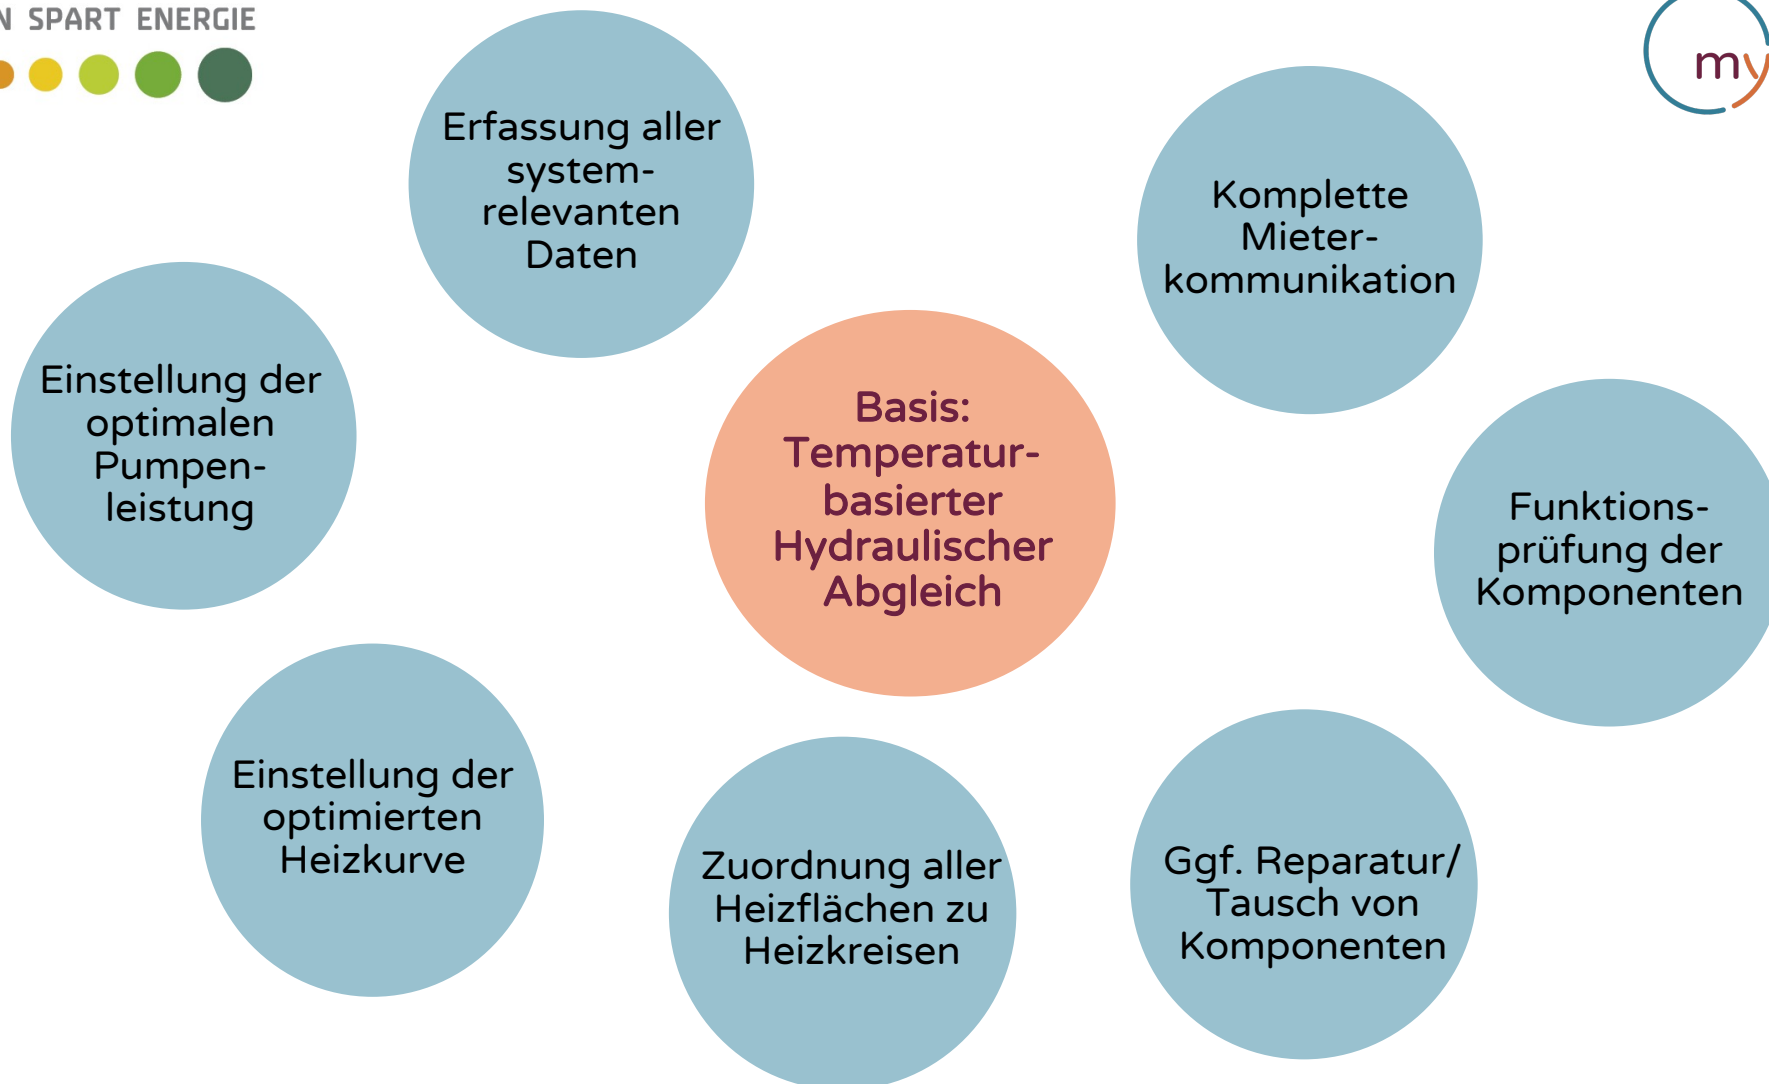 SPART ENERGIE
my
Erfassung aller
system-
relevanten
Daten
Komplette
Mieter-
kommunikation
Einstellung der
optimalen
Pumpen-
leistung
Basis:
Temperatur-
basierter
Hydraulischer
Abgleich
Funktions-
prüfung der
Komponenten
Einstellung der
optimierten
Heizkurve
Zuordnung aller
Heizflächen zu
Heizkreisen
Ggf. Reparatur/
Tausch von
Komponenten